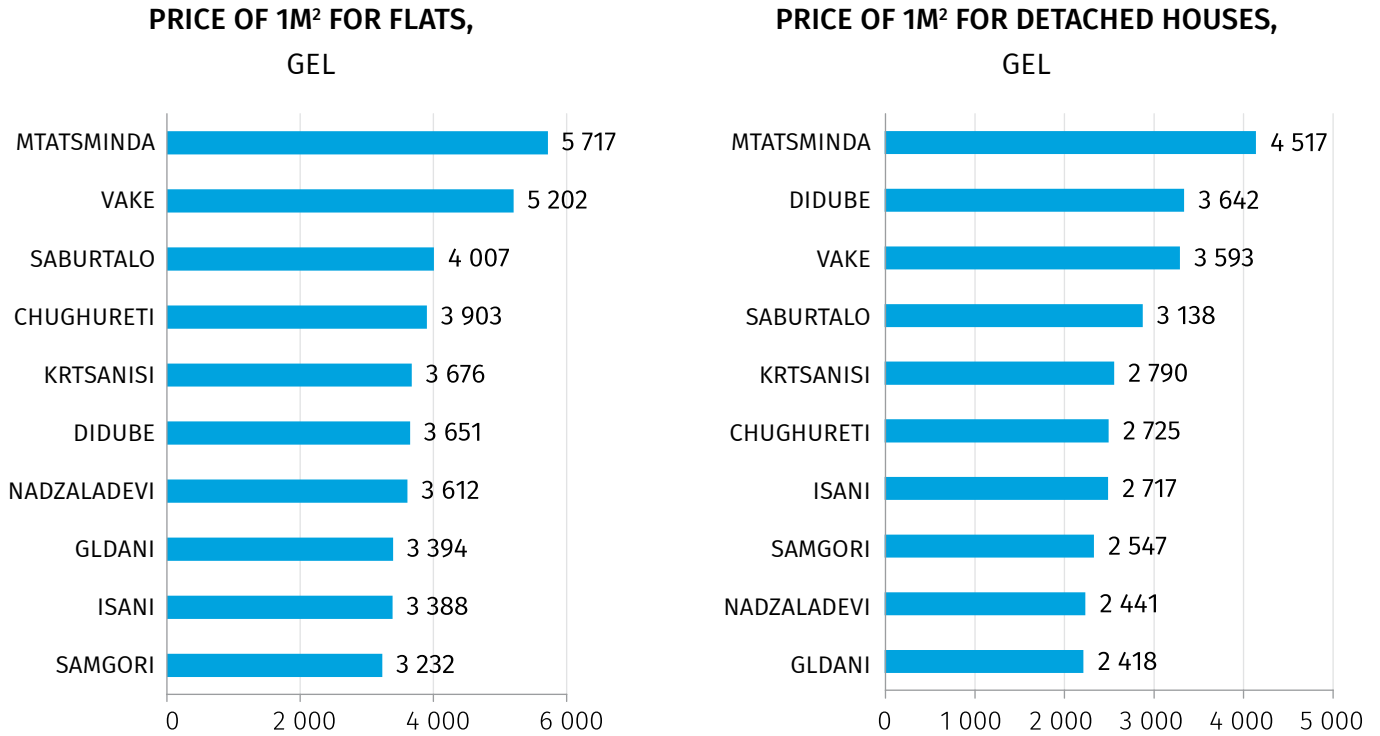 PRICE OF 1M² FOR FLATS,
GEL
MTATSMINDA 5 717
VAKE 5 202
SABURTALO 4 007
CHUGHURETI 3 903
KRTSANISI 3 676
DIDUBE 3 651
NADZALADEVI 3 612
GLDANI 3 394
ISANI 3 388
SAMGORI 3 232
0 2 000 4 000 6 000
PRICE OF 1M² FOR DETACHED HOUSES,
GEL
MTATSMINDA 4 517
DIDUBE 3 642
VAKE 3 593
SABURTALO 3 138
KRTSANISI 2 790
CHUGHURETI 2 725
ISANI 2 717
SAMGORI 2 547
NADZALADEVI 2 441
GLDANI 2 418
0 1 000 2 000 3 000 4 000 5 000